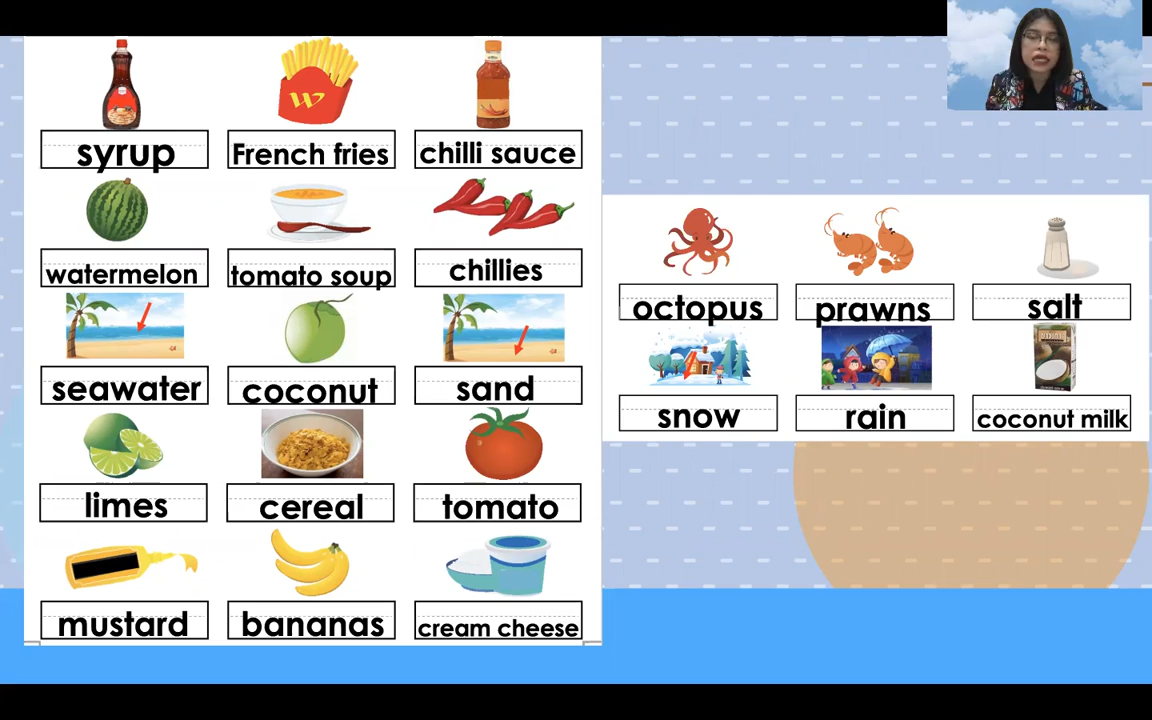 W
syrup
French fries
chilli sauce
watermelon
tomato soup
chillies
seawater
coconut
sand
limes
cereal
tomato
mustard
bananas
cream cheese
octopus
prawns
salt
snow
rain
coconut milk